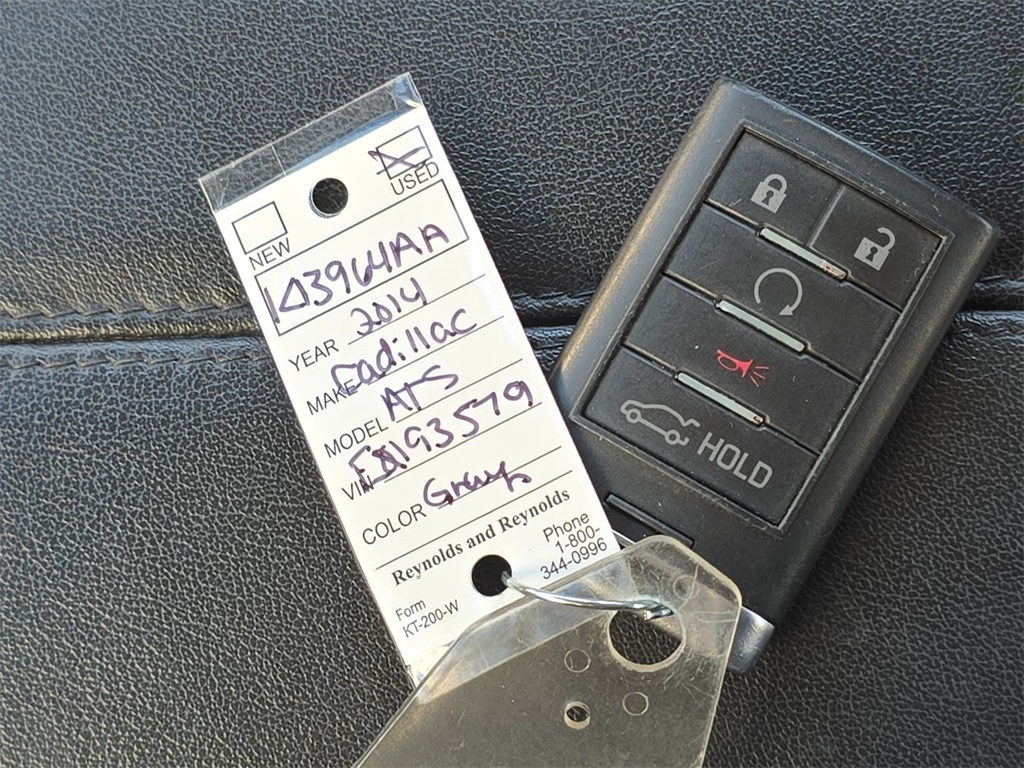 USED
NEW
1Δ3964AA
YEAR 2014
MAKE Cadillac
MODEL ATS
VIN E0193579
COLOR Gray
Reynolds and Reynolds
Form
KT-200-W
Phone
1-800-
344-0996
HOLD